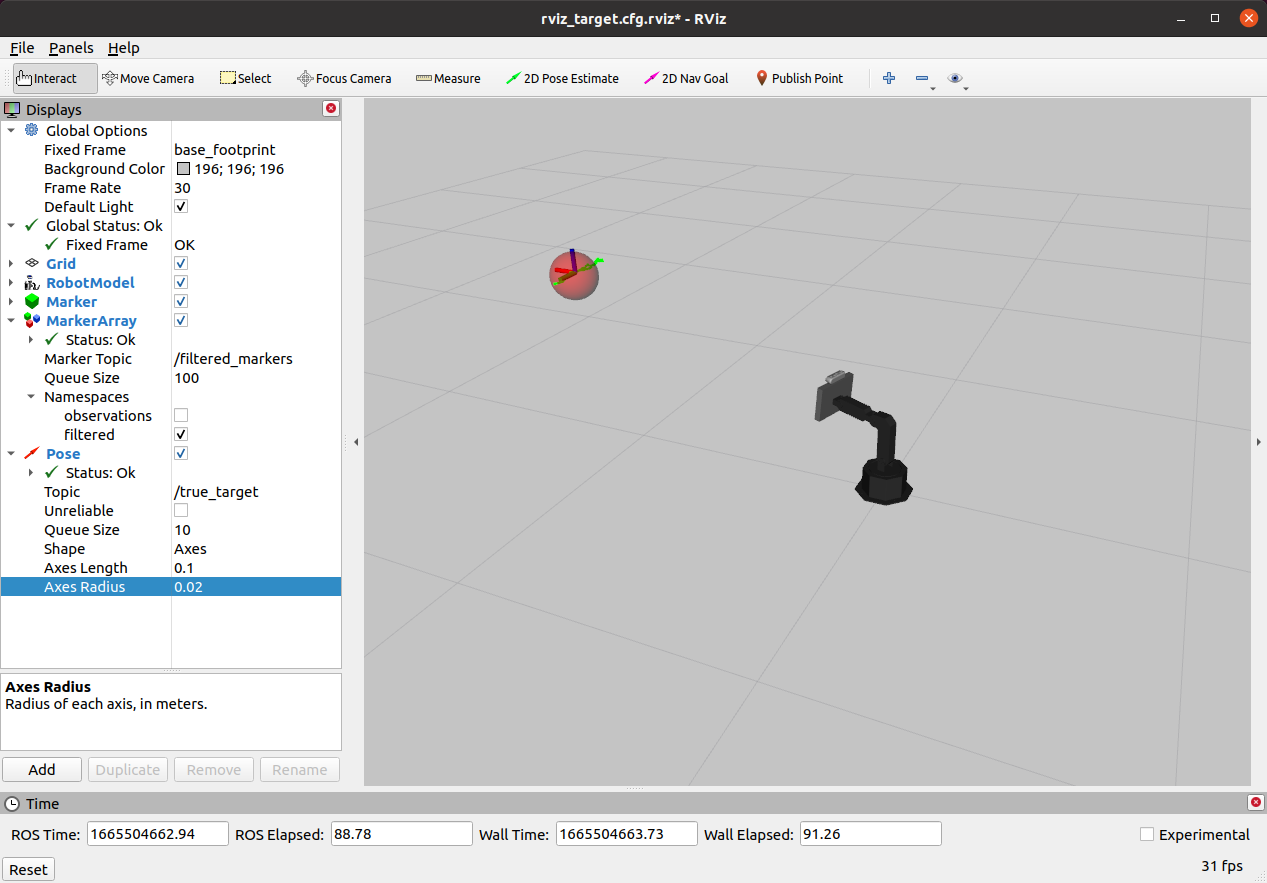 rviz_target.cfg.rviz* - RViz
File Panels Help
Interact Move Camera Select Focus Camera Measure 2D Pose Estimate 2D Nav Goal Publish Point
Displays
Global Options
Fixed Frame base_footprint
Background Color 196; 196; 196
Frame Rate 30
Default Light
Global Status: Ok
Fixed Frame OK
Grid
RobotModel
Marker
MarkerArray
Status: Ok
Marker Topic /filtered_markers
Queue Size 100
Namespaces
observations
filtered
Pose
Status: Ok
Topic /true_target
Unreliable
Queue Size 10
Shape Axes
Axes Length 0.1
Axes Radius 0.02
Axes Radius
Radius of each axis, in meters.
Add Duplicate Remove Rename
Time
ROS Time: 1665504662.94 ROS Elapsed: 88.78 Wall Time: 1665504663.73 Wall Elapsed: 91.26 Experimental
Reset 31 fps